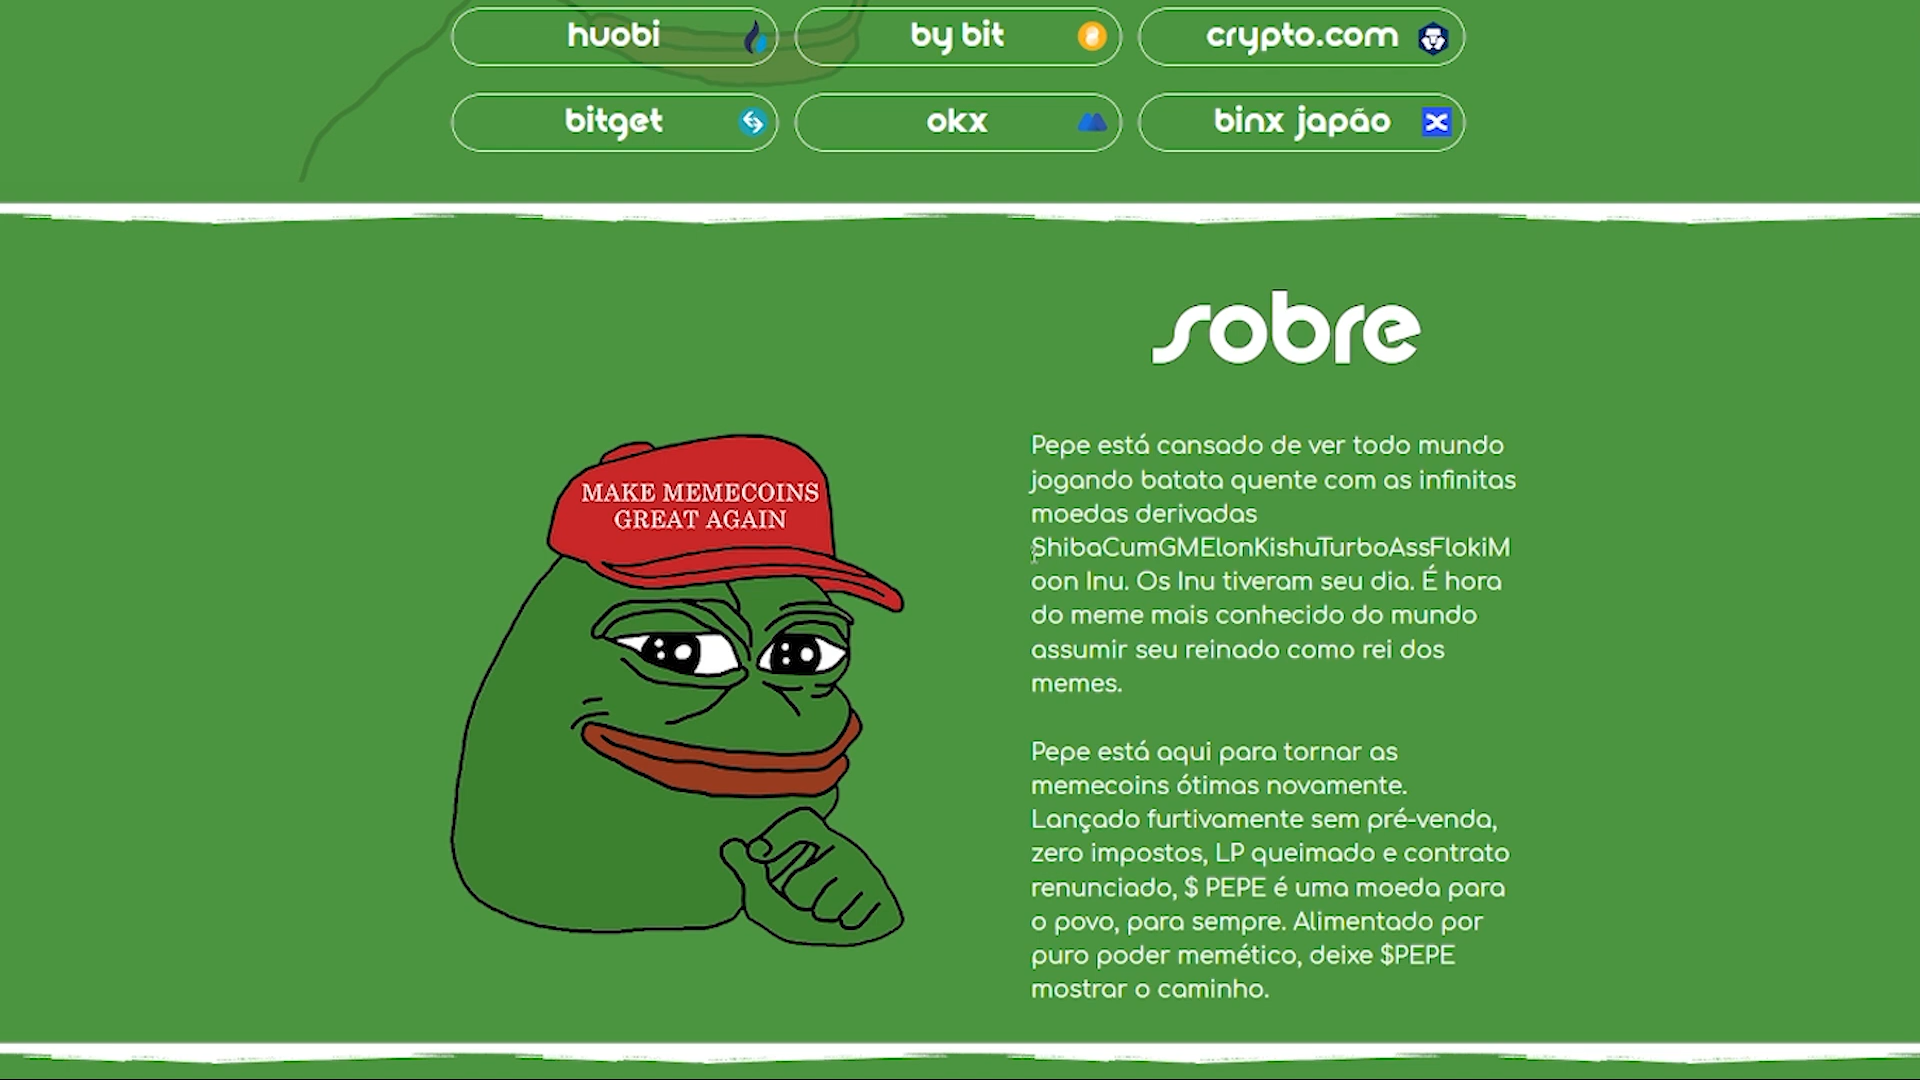 huobi
by bit
crypto.com
bitget
okx
binx japão
sobre
MAKE MEMECOINS
GREAT AGAIN
Pepe está cansado de ver todo mundo
jogando batata quente com as infinitas
moedas derivadas
ShibaCumGMElonKishuTurboAssFlokiM
oon Inu. Os Inu tiveram seu dia. É hora
do meme mais conhecido do mundo
assumir seu reinado como rei dos
memes.
Pepe está aqui para tornar as
memecoins ótimas novamente.
Lançado furtivamente sem pré-venda,
zero impostos, LP queimado e contrato
renunciado, $ PEPE é uma moeda para
o povo, para sempre. Alimentado por
puro poder memético, deixe $PEPE
mostrar o caminho.